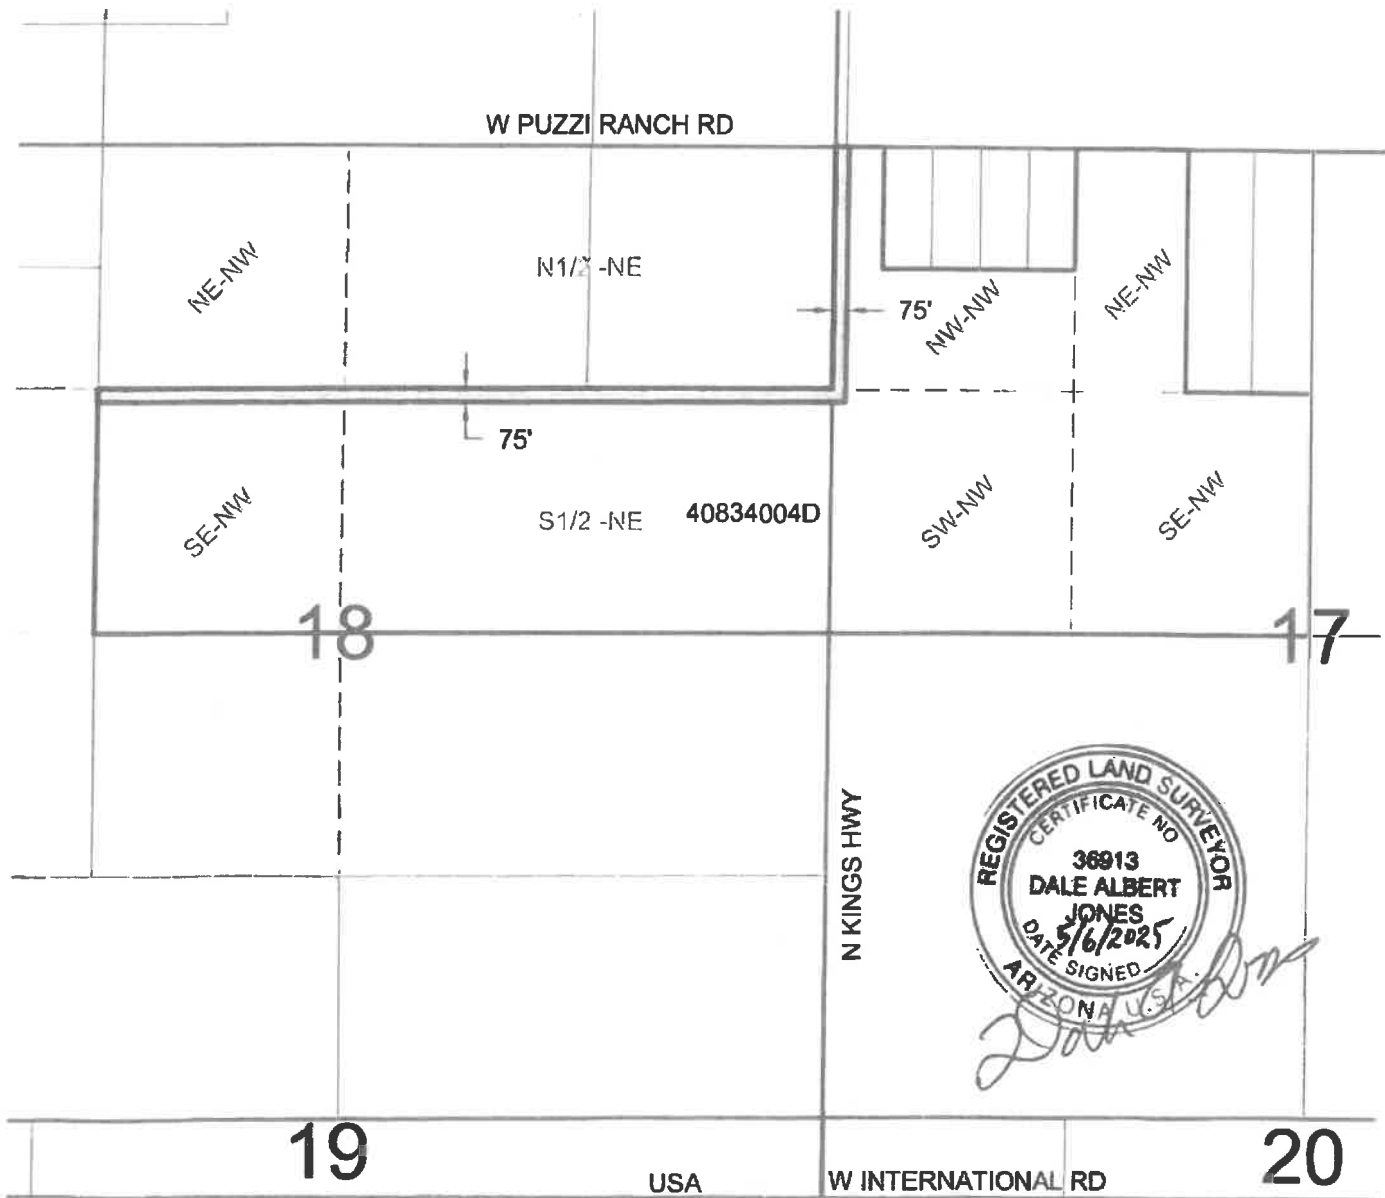 W PUZZI RANCH RD
NE-NW
N1/2 -NE
75'
NW-NW
NE-NW
75'
SE-NW
S1/2 -NE
40834004D
SW-NW
SE-NW
18
17
N KINGS HWY
REGISTERED LAND SURVEYOR
CERTIFICATE NO
36913
DALE ALBERT
JONES
5/6/2025
DATE SIGNED
ARIZONA U.S.A.
Dale A. Jones
19
20
USA
W INTERNATIONAL RD